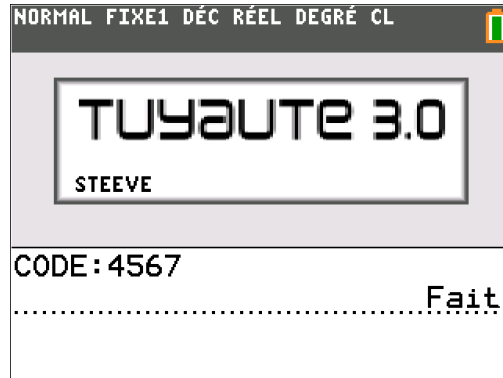 NORMAL FIXE1 DÉC RÉEL DEGRÉ CL
TUYAUTE 3.0
STEEVE
CODE:4567
Fait